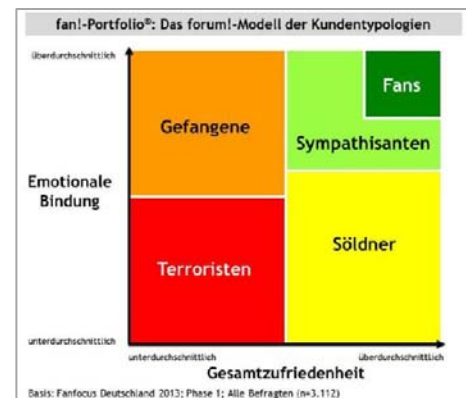 fan!-Portfolio®: Das forum!-Modell der Kundentypologien
überdurchschnittlich
Fans
Gefangene
Sympathisanten
Emotionale
Bindung
Terroristen
Söldner
unterdurchschnittlich
unterdurchschnittlich
überdurchschnittlich
Gesamtzufriedenheit
Basis: Fanfocus Deutschland 2013; Phase 1; Alle Befragten (n=3.112)